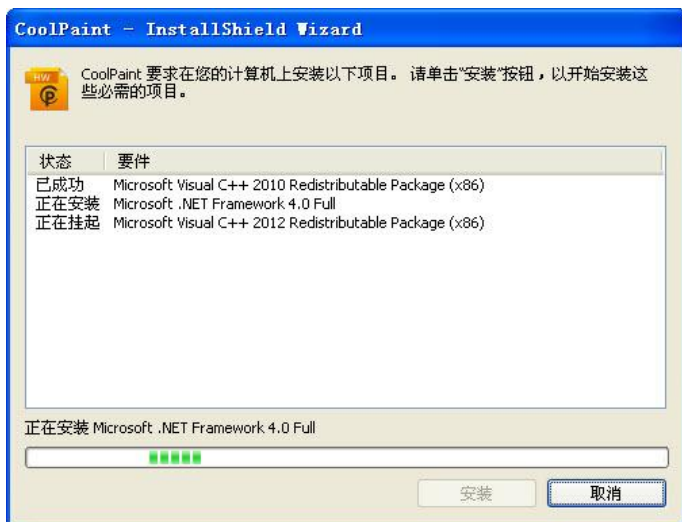 CoolPaint - InstallShield Wizard
HW
CoolPaint 要求在您的计算机上安装以下项目。 请单击“安装”按钮，以开始安装这
些必需的项目。
状态 要件
已成功 Microsoft Visual C++ 2010 Redistributable Package (x86)
正在安装 Microsoft .NET Framework 4.0 Full
正在挂起 Microsoft Visual C++ 2012 Redistributable Package (x86)
正在安装 Microsoft .NET Framework 4.0 Full
安装 取消